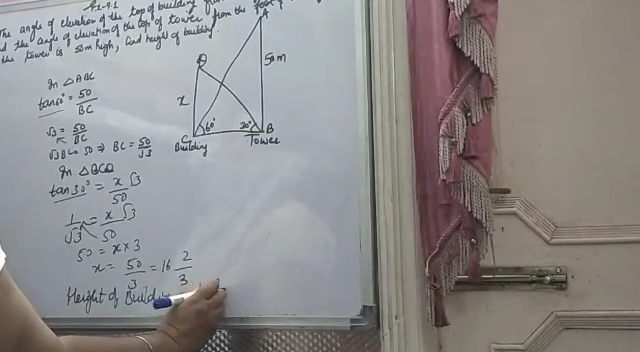 Ex-9.1
The angle of elevation of the top of building
the angle of elevation of the top of tower from the foot of
the tower is 50m high, find height of building.
A
D
50m
x
60°
30°
C
B
Building
Tower
In △ABC
tan60° = 50/BC
√3 = 50/BC
√3BC = 50 ⇒ BC = 50/√3
In △BCD
tan 30° = x√3/50
1/√3 = x√3/50
50 = x × 3
x = 50/3 = 16 2/3
Height of Build